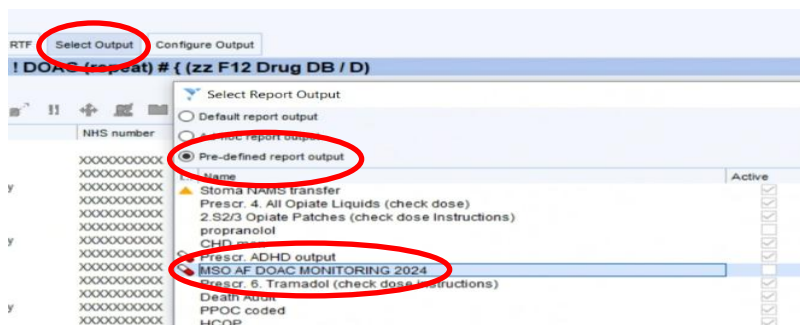 RTF Select Output Configure Output
! DOAC (repeat) # { (zz F12 Drug DB / D)
Select Report Output
Default report output
Ad-hoc report output
NHS number
Pre-defined report output
XXXXXXXXXX
Name Active
XXXXXXXXXX
Stoma NAMS transfer
y XXXXXXXXXX
Prescr. 4. All Opiate Liquids (check dose)
XXXXXXXXXX
2.S2/3 Opiate Patches (check dose Instructions)
XXXXXXXXXX
propranolol
XXXXXXXXXX
y XXXXXXXXXX
Prescr. ADHD output
XXXXXXXXXX
MSO AF DOAC MONITORING 2024
XXXXXXXXXX
Prescr. 6. Tramadol (check dose instructions)
XXXXXXXXXX
Death Audit
XXXXXXXXXX
y XXXXXXXXXX
PPOC coded
XXXXXXXXXX
HCOP